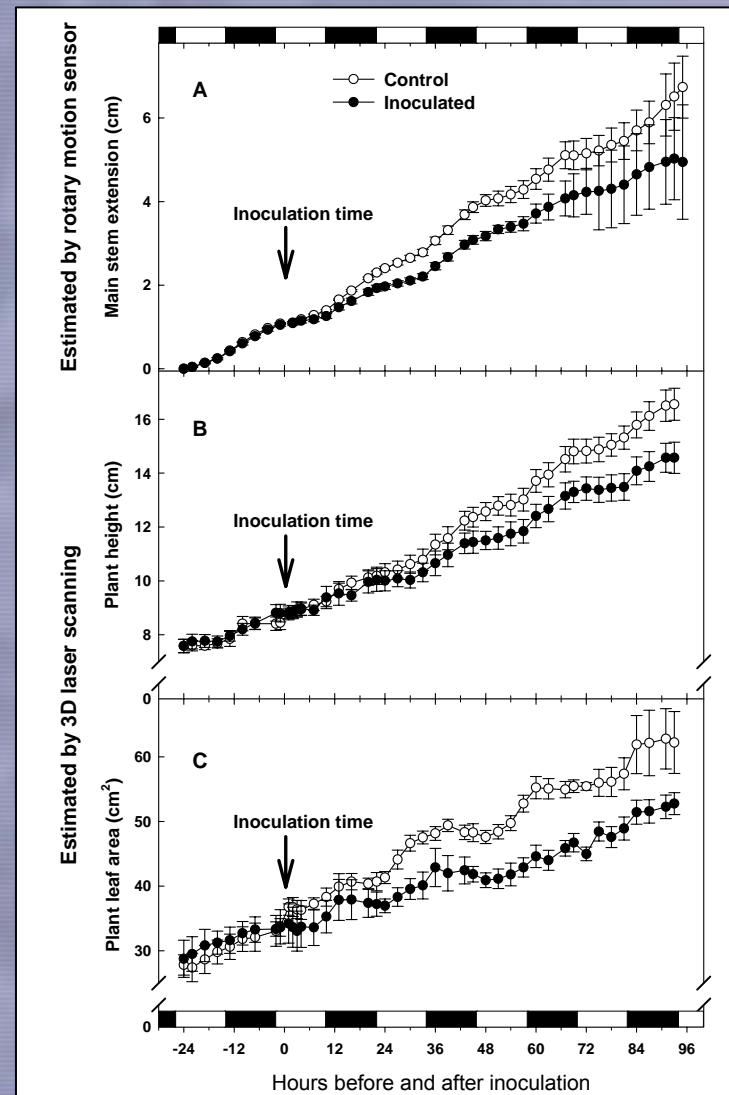 Estimated by rotary motion sensor
Main stem extension (cm)
A
Control
Inoculated
Inoculation time
6
4
2
0
Estimated by 3D laser scanning
Plant height (cm)
B
Inoculation time
16
14
12
10
8
0
Plant leaf area (cm²)
C
Inoculation time
60
50
40
30
0
-24 -12 0 12 24 36 48 60 72 84 96
Hours before and after inoculation